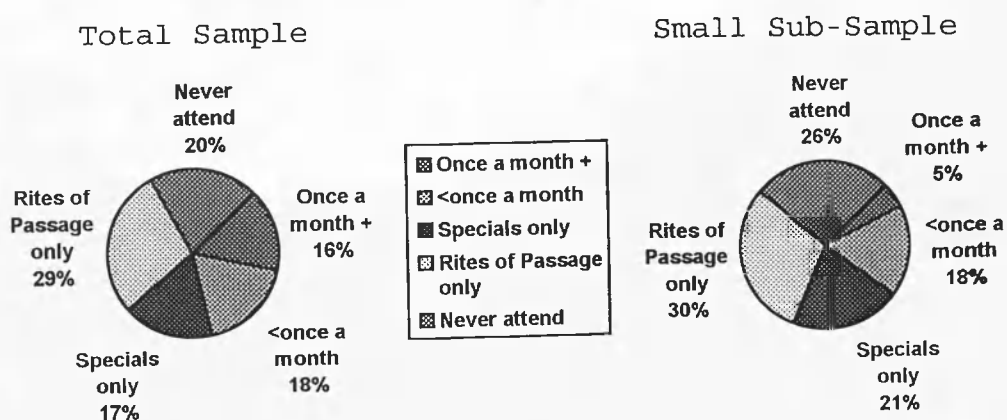 Total Sample
Never
attend
20%
Once a
month +
16%
<once a
month
18%
Specials
only
17%
Rites of
Passage
only
29%
Once a month +
<once a month
Specials only
Rites of Passage
only
Never attend
Small Sub-Sample
Never
attend
26%
Once a
month +
5%
<once a
month
18%
Specials
only
21%
Rites of
Passage
only
30%